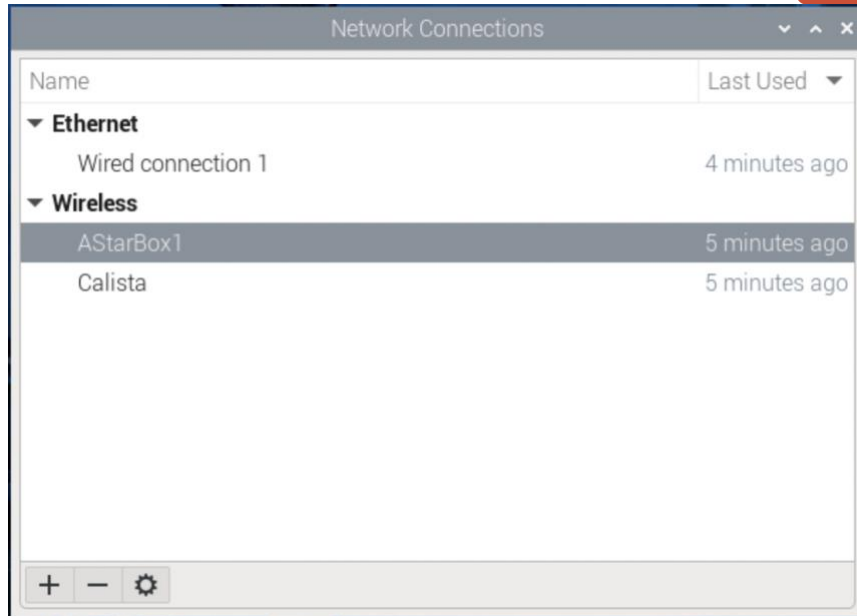 Network Connections
Name Last Used
Ethernet
Wired connection 1 4 minutes ago
Wireless
AStarBox1 5 minutes ago
Calista 5 minutes ago